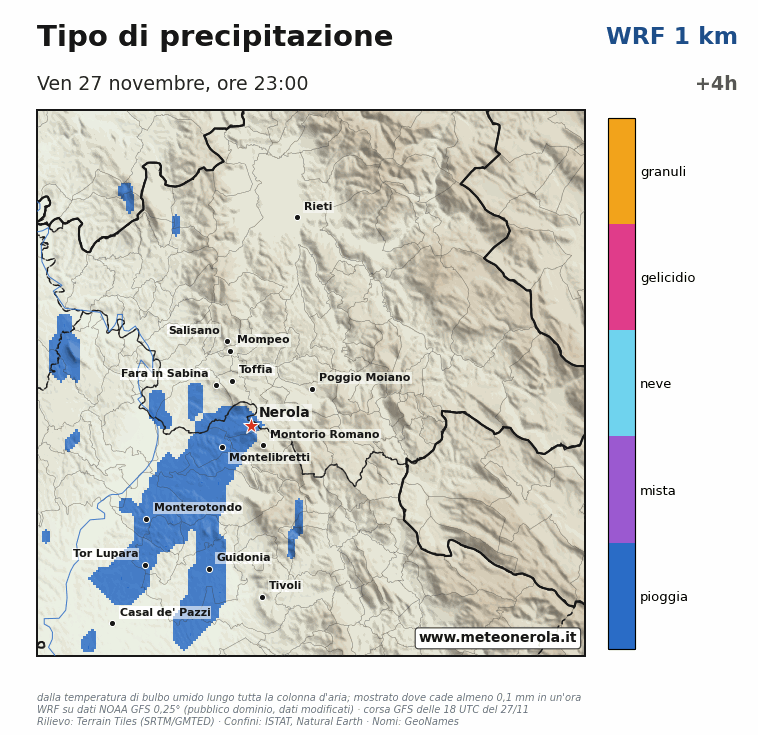 Tipo di precipitazione
WRF 1 km
Ven 27 novembre, ore 23:00
+4h
granuli
gelicidio
neve
mista
pioggia
Rieti
Salisano
Mompeo
Fara in Sabina
Toffia
Poggio Moiano
Nerola
Montorio Romano
Montelibretti
Monterotondo
Tor Lupara
Guidonia
Tivoli
Casal de' Pazzi
www.meteonerola.it
dalla temperatura di bulbo umido lungo tutta la colonna d'aria; mostrato dove cade almeno 0,1 mm in un'ora
WRF su dati NOAA GFS 0,25° (pubblico dominio, dati modificati) · corsa GFS delle 18 UTC del 27/11
Rilievo: Terrain Tiles (SRTM/GMTED) · Confini: ISTAT, Natural Earth · Nomi: GeoNames